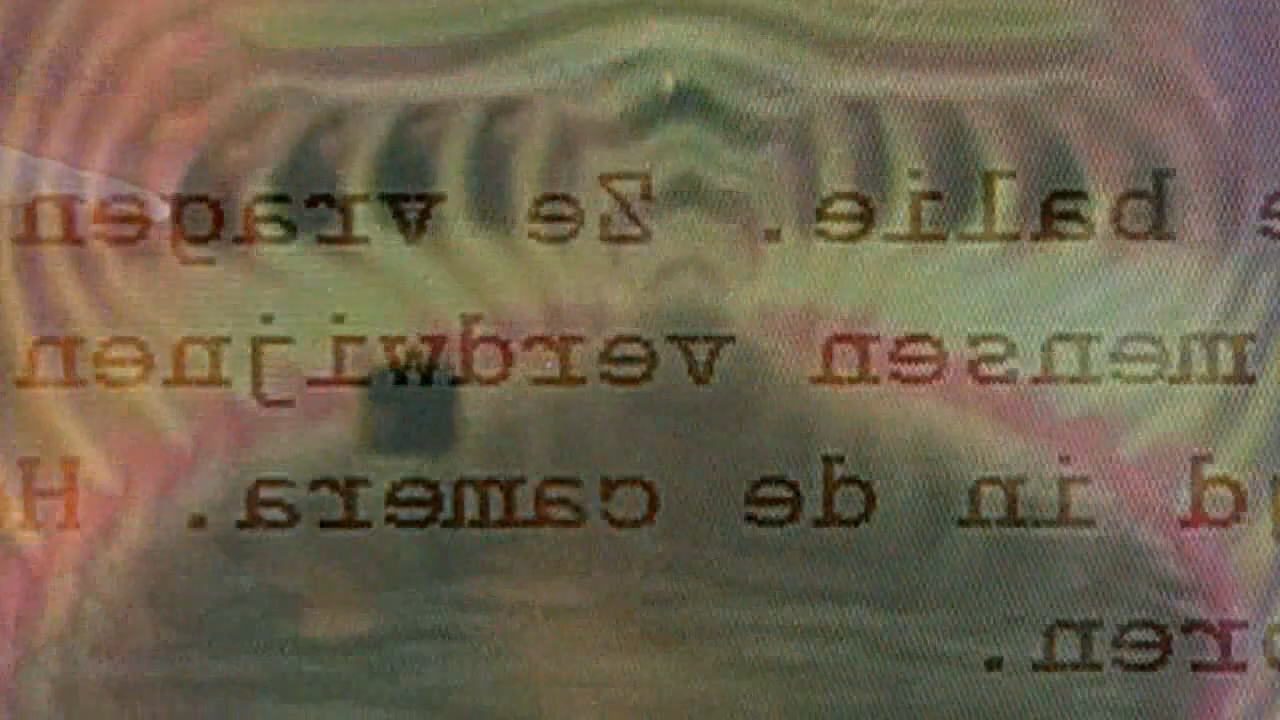 balie. Ze vragen
mensen verdwijnen
in de camera.